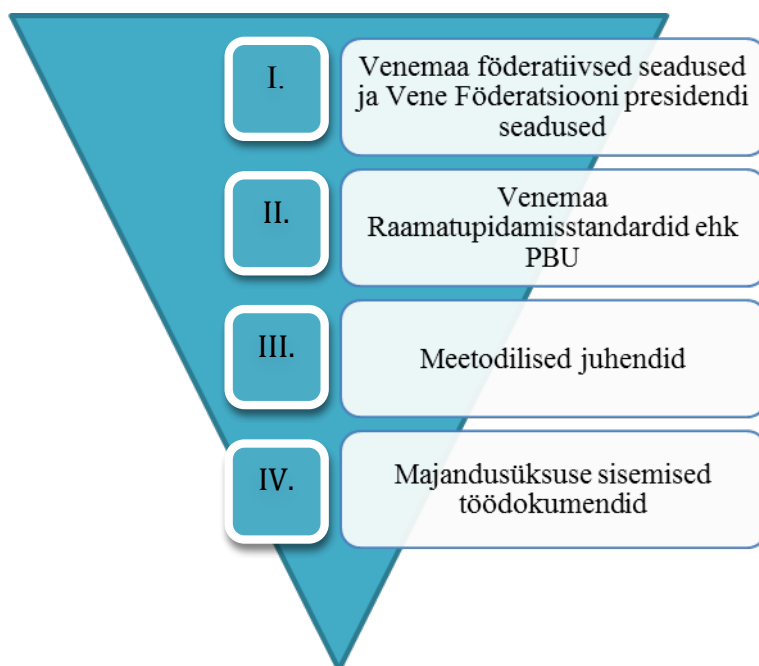 I.
Venemaa föderatiivsed seadused
ja Vene Föderatsiooni presidendi
seadused
II.
Venemaa
Raamatupidamisstandardid ehk
PBU
III.
Meetodilised juhendid
IV.
Majandusüksuse sisemised
töödokumendid